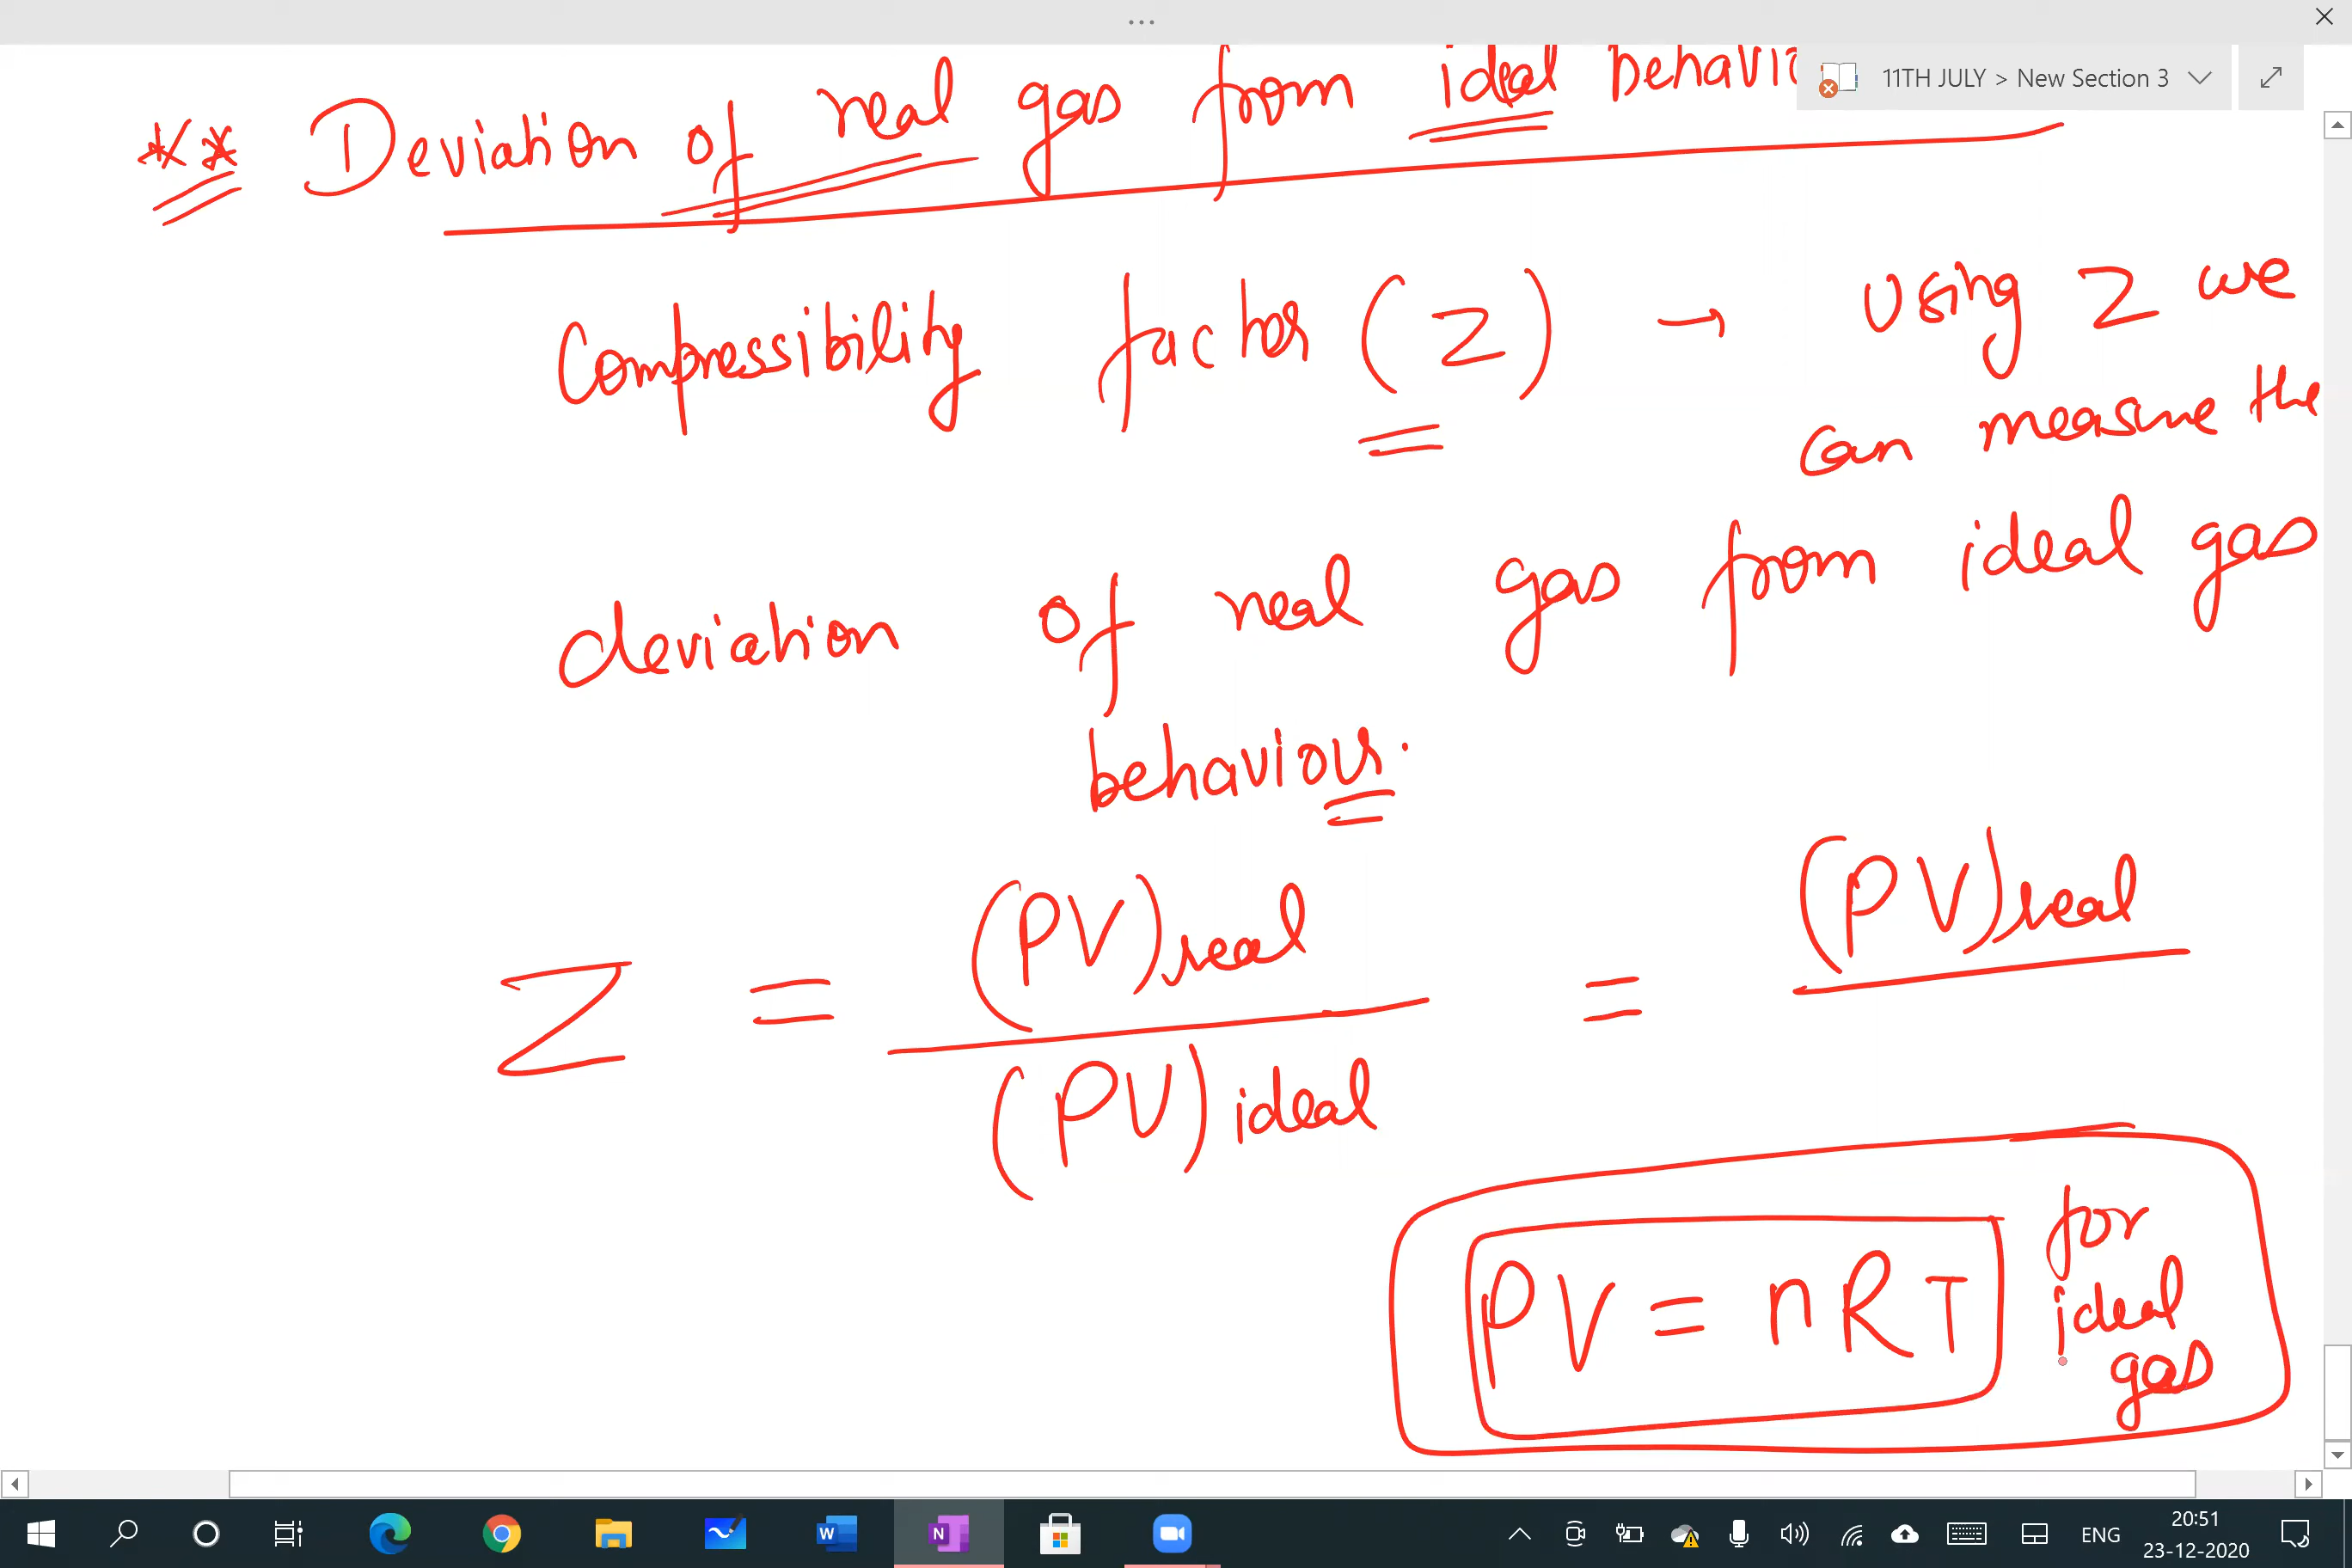 11TH JULY > New Section 3
** Deviation of real gas from ideal behavio
Compressibility factor (Z) → Using Z we
can measure the
deviation of real gas from ideal gas
behaviour.
Z = (PV)real / (PV)ideal = (PV)real
PV = nRT for ideal gas
ENG
20:51
23-12-2020